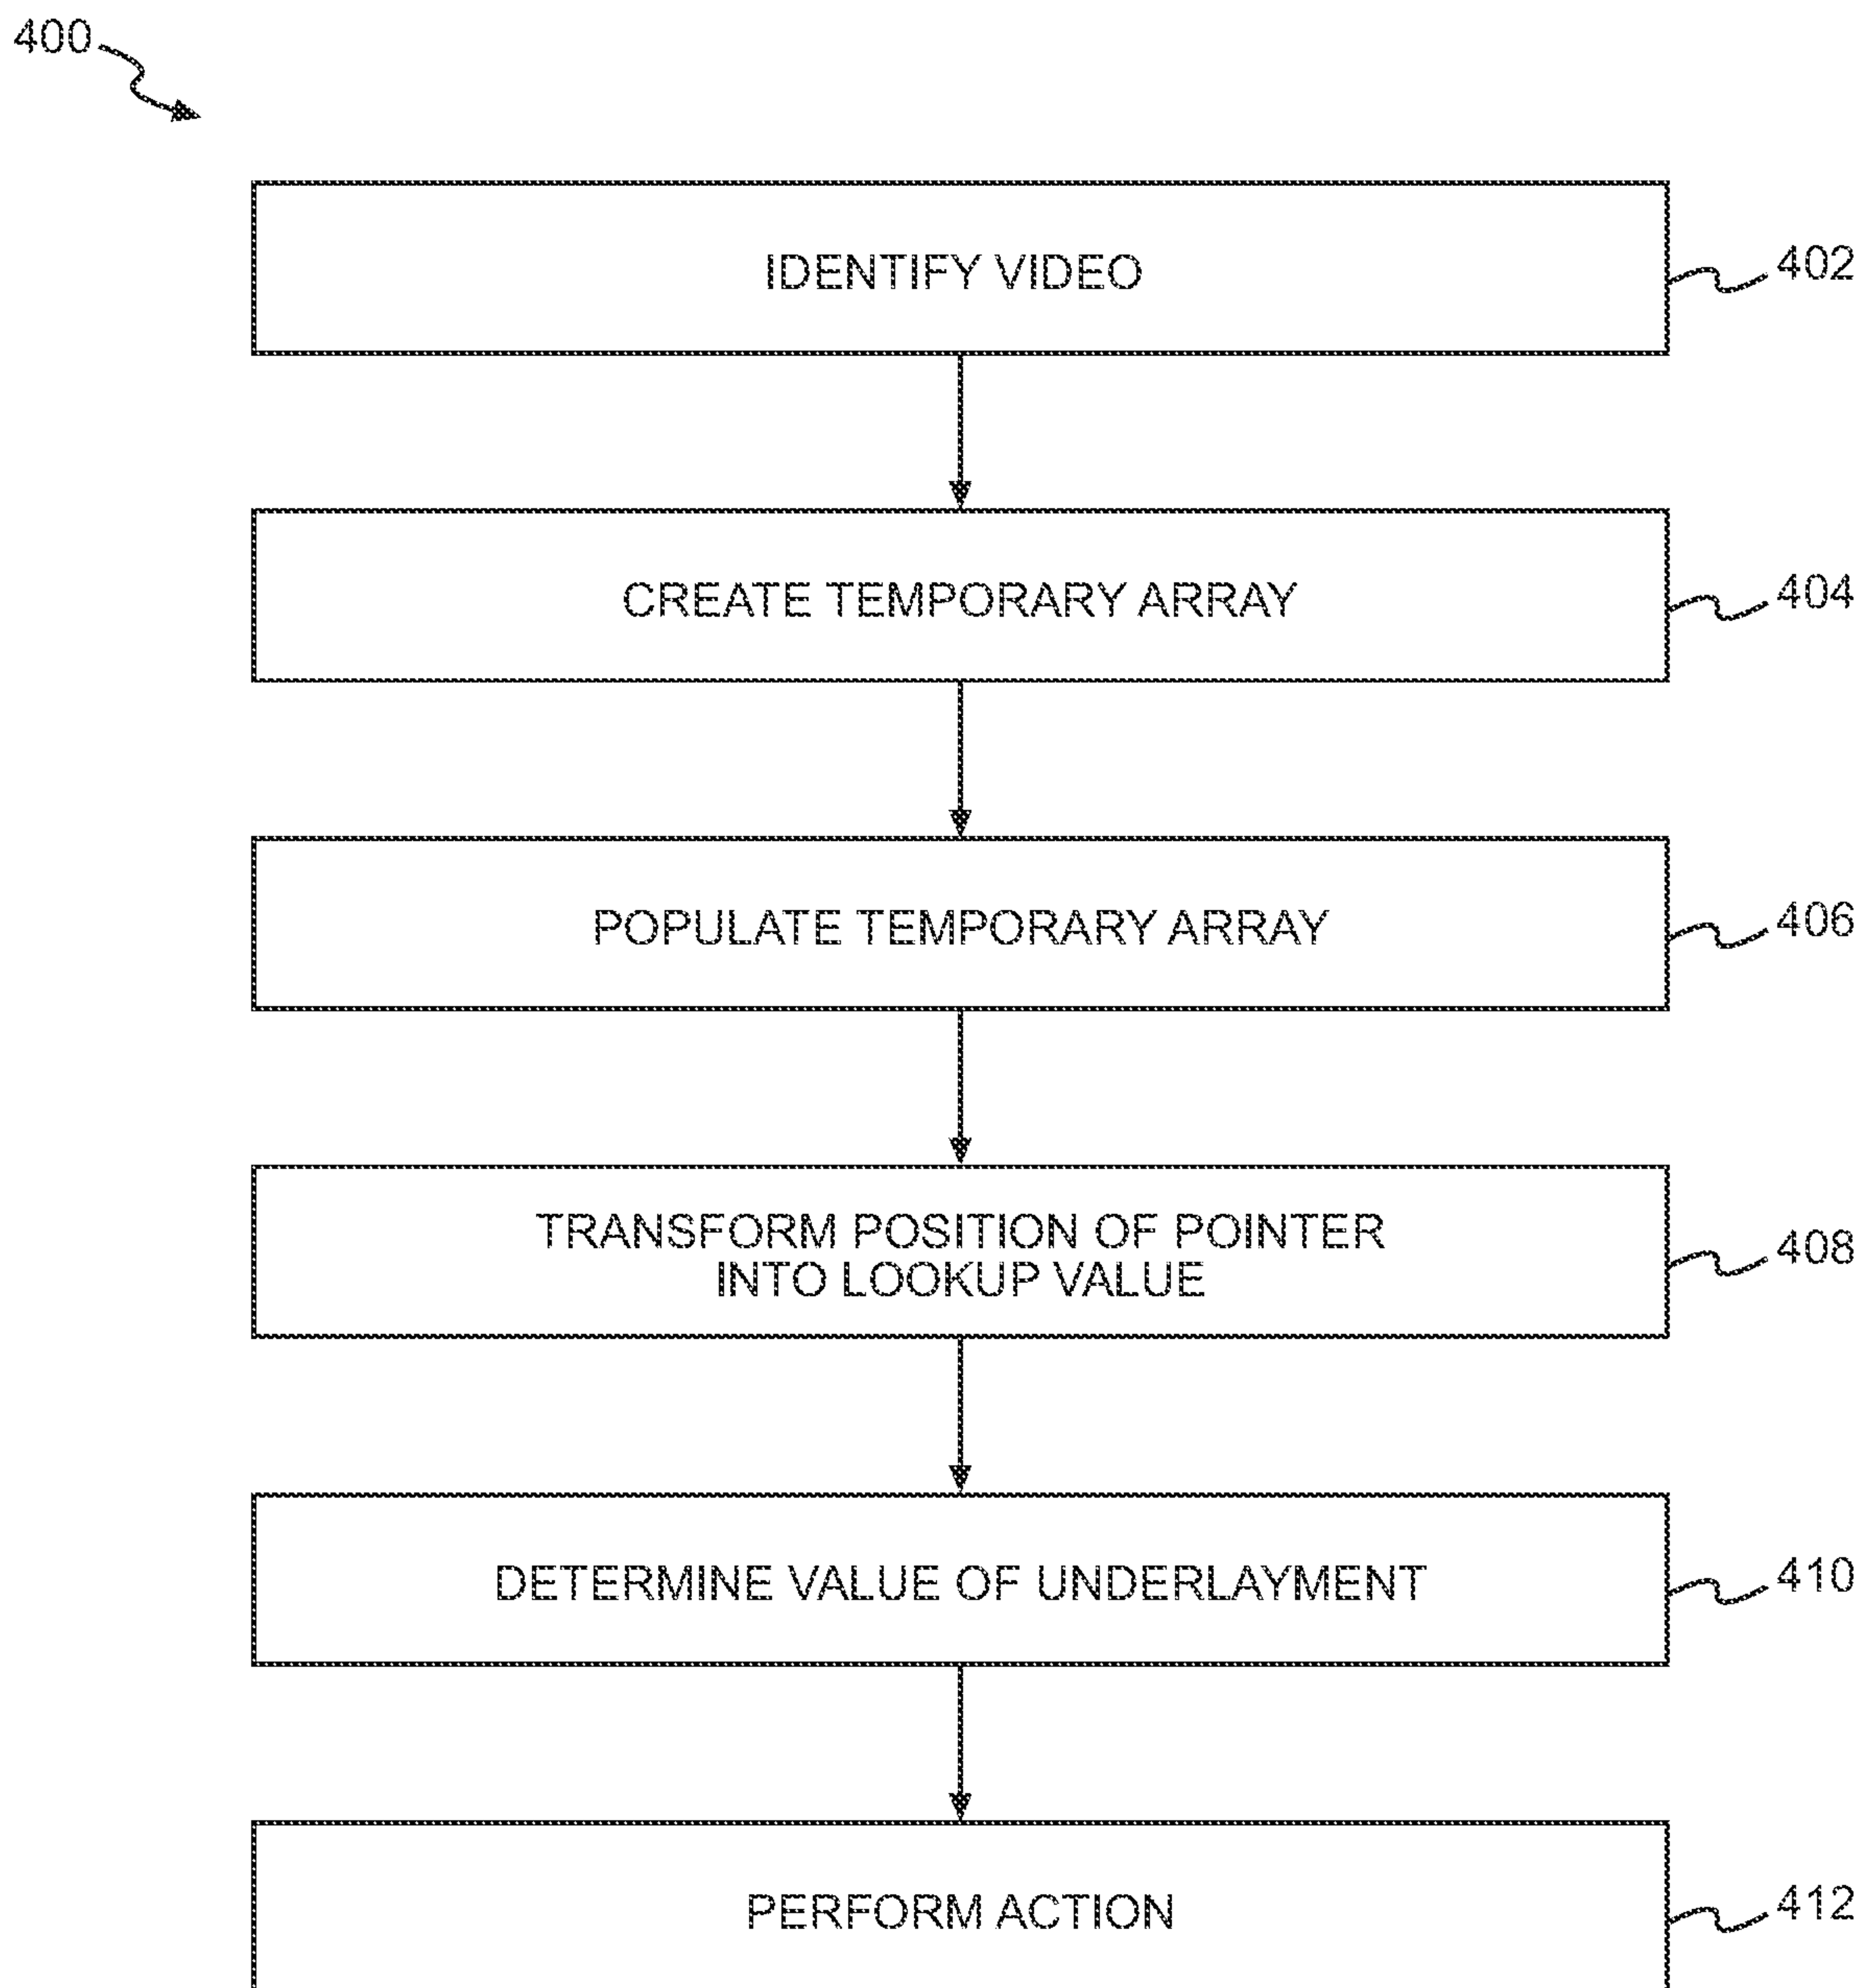 400
IDENTIFY VIDEO
402
CREATE TEMPORARY ARRAY
404
POPULATE TEMPORARY ARRAY
406
TRANSFORM POSITION OF POINTER
INTO LOOKUP VALUE
408
DETERMINE VALUE OF UNDERLAYMENT
410
PERFORM ACTION
412